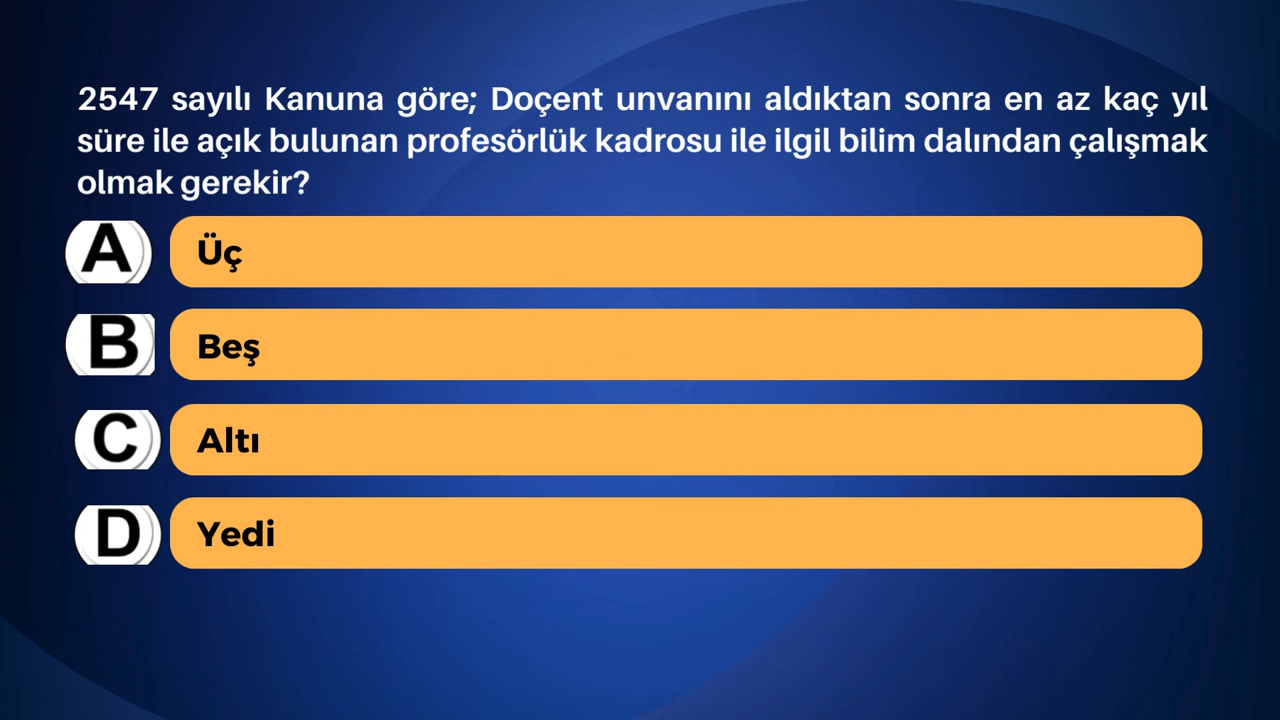 2547 sayılı Kanuna göre; Doçent unvanını aldıktan sonra en az kaç yıl
süre ile açık bulunan profesörlük kadrosu ile ilgil bilim dalından çalışmak
olmak gerekir?
A Üç
B Beş
C Altı
D Yedi